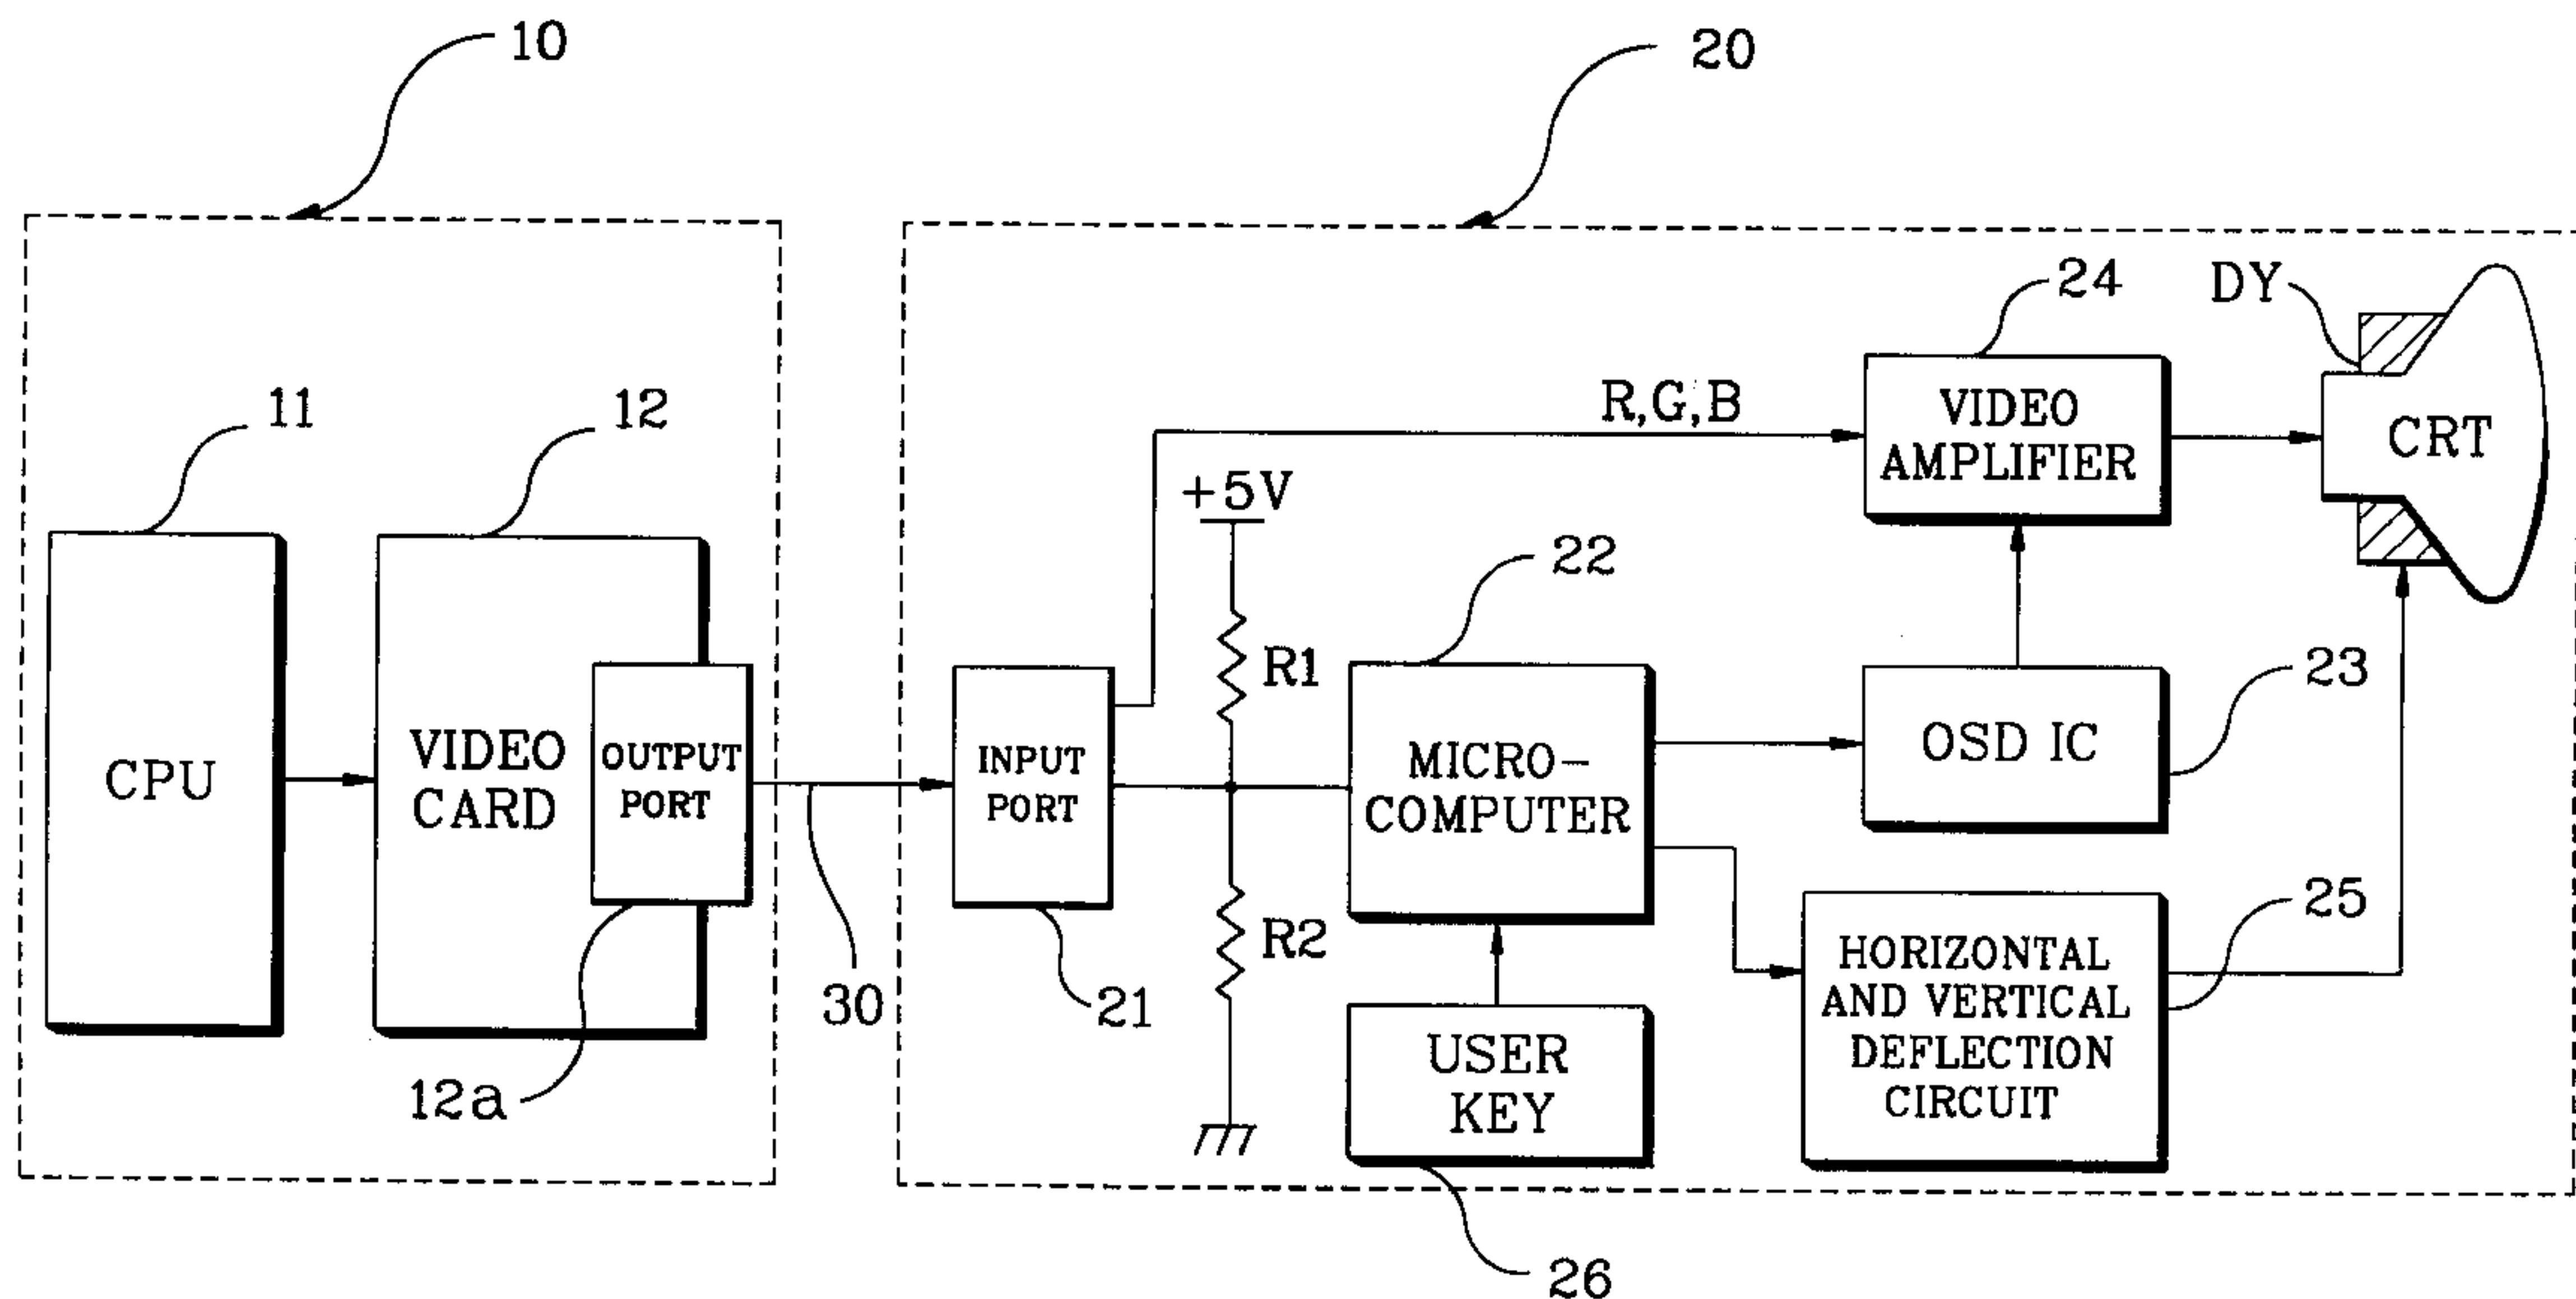 10
20
11
12
CPU
VIDEO
CARD
OUTPUT
PORT
12a
30
INPUT
PORT
21
+5V
R1
R2
R,G,B
22
MICRO-
COMPUTER
USER
KEY
26
24
VIDEO
AMPLIFIER
OSD IC
23
HORIZONTAL
AND VERTICAL
DEFLECTION
CIRCUIT
25
DY
CRT